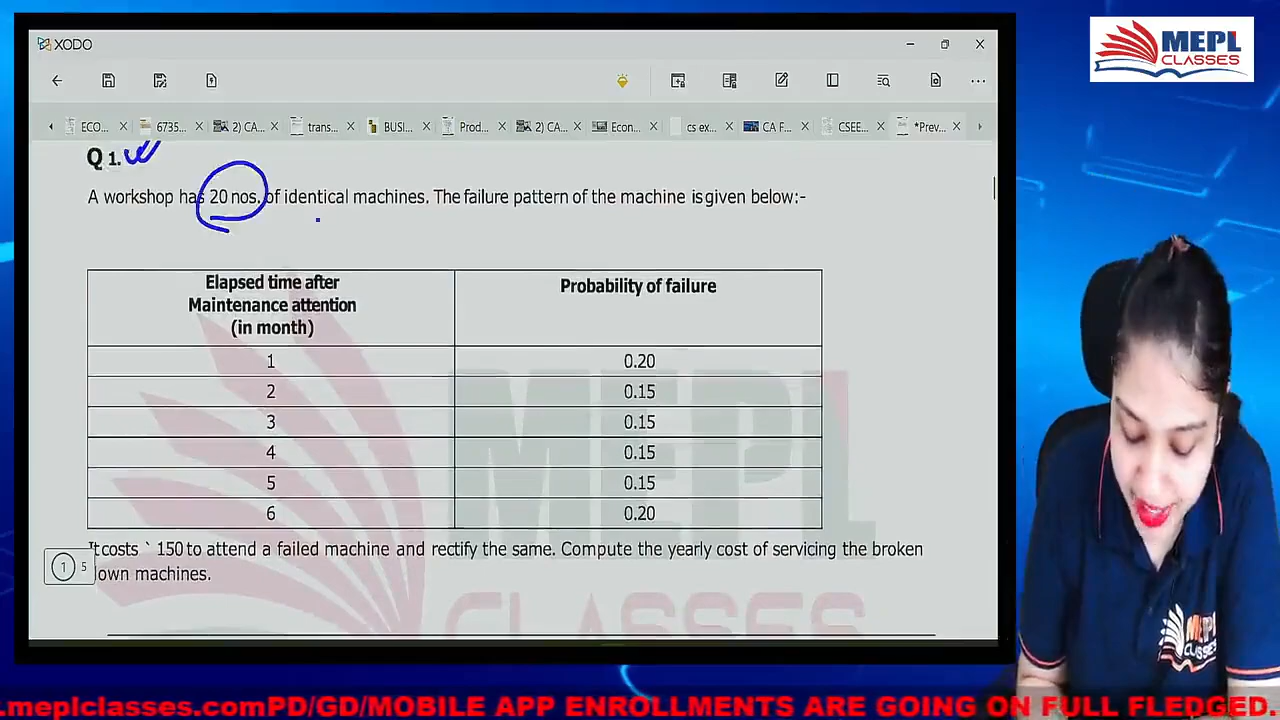 XODO
MEPL
CLASSES
ECO...
6735...
2) CA...
trans...
BUSI...
Prod...
2) CA...
Econ...
cs ex...
CA F...
CSEE...
*Prev...
Q 1.
A workshop has 20 nos. of identical machines. The failure pattern of the machine is given below:-
Elapsed time after Probability of failure
Maintenance attention
(in month)
1 0.20
2 0.15
3 0.15
4 0.15
5 0.15
6 0.20
It costs ` 150 to attend a failed machine and rectify the same. Compute the yearly cost of servicing the broken
down machines.
1 5
MEPL
CLASSES
MEPL
CLASSES
.meplclasses.comPD/GD/MOBILE APP ENROLLMENTS ARE GOING ON FULL FLEDGED.